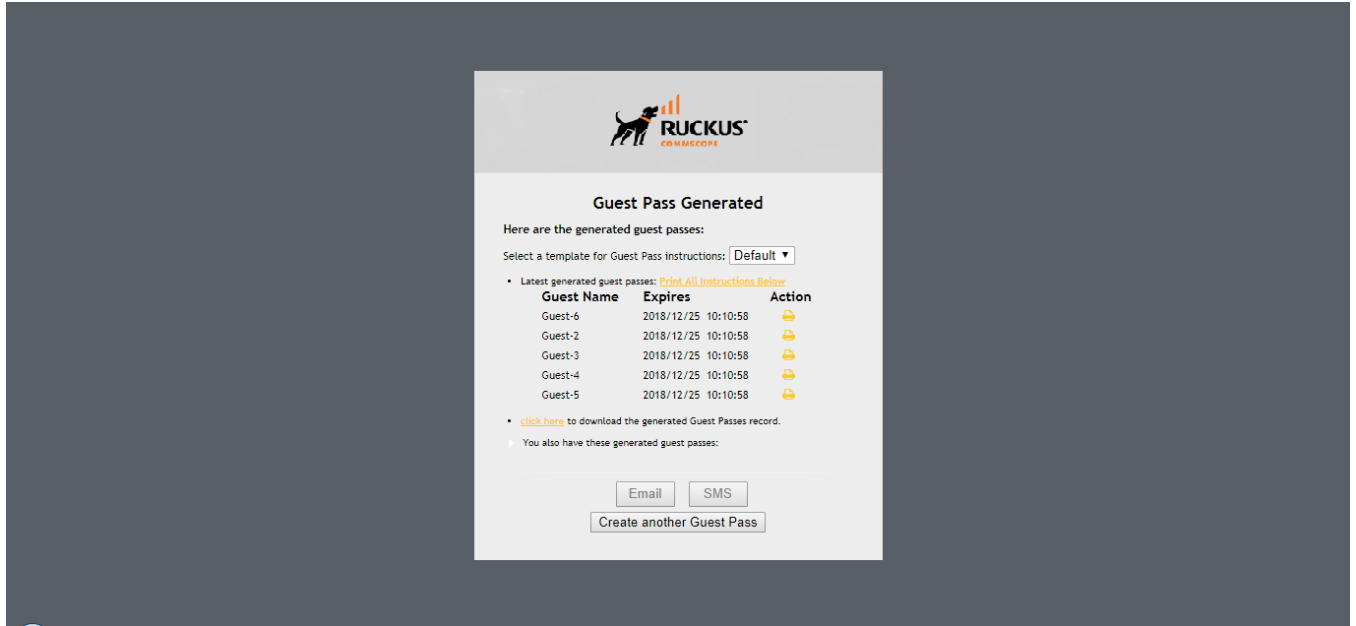 RUCKUS
COMMSCOPE
Guest Pass Generated
Here are the generated guest passes:
Select a template for Guest Pass instructions: Default
Latest generated guest passes: Print All Instructions Below
Guest Name Expires Action
Guest-6 2018/12/25 10:10:58
Guest-2 2018/12/25 10:10:58
Guest-3 2018/12/25 10:10:58
Guest-4 2018/12/25 10:10:58
Guest-5 2018/12/25 10:10:58
click here to download the generated Guest Passes record.
You also have these generated guest passes:
Email SMS
Create another Guest Pass